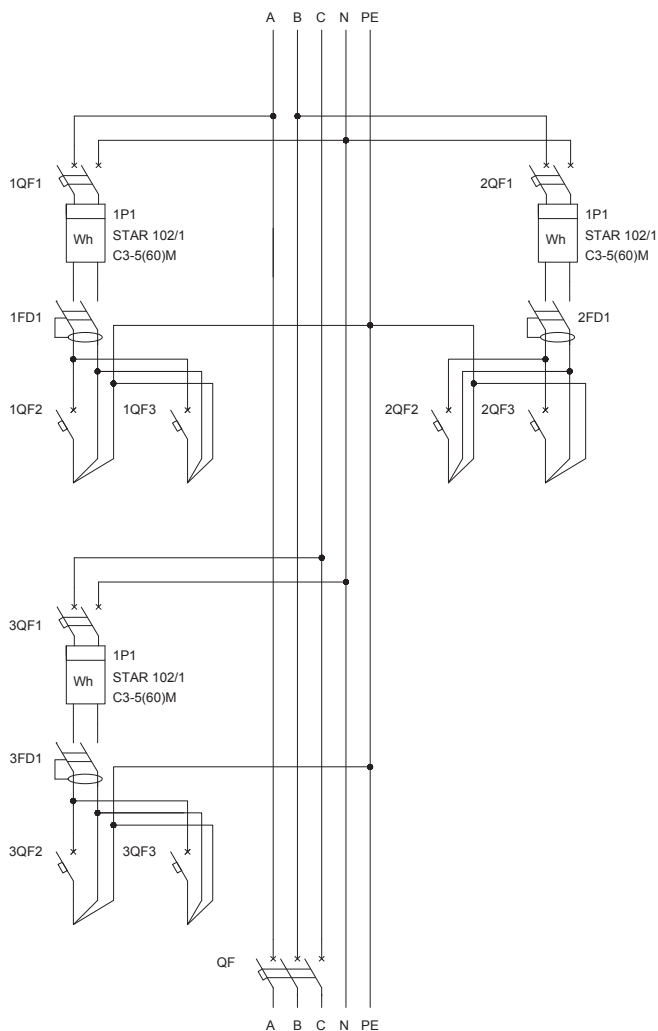 A B C N PE
1QF1
2QF1
1P1
STAR 102/1
C3-5(60)M
Wh
1P1
STAR 102/1
C3-5(60)M
Wh
1FD1
2FD1
1QF2
1QF3
2QF2
2QF3
3QF1
1P1
STAR 102/1
C3-5(60)M
Wh
3FD1
3QF2
3QF3
QF
A B C N PE